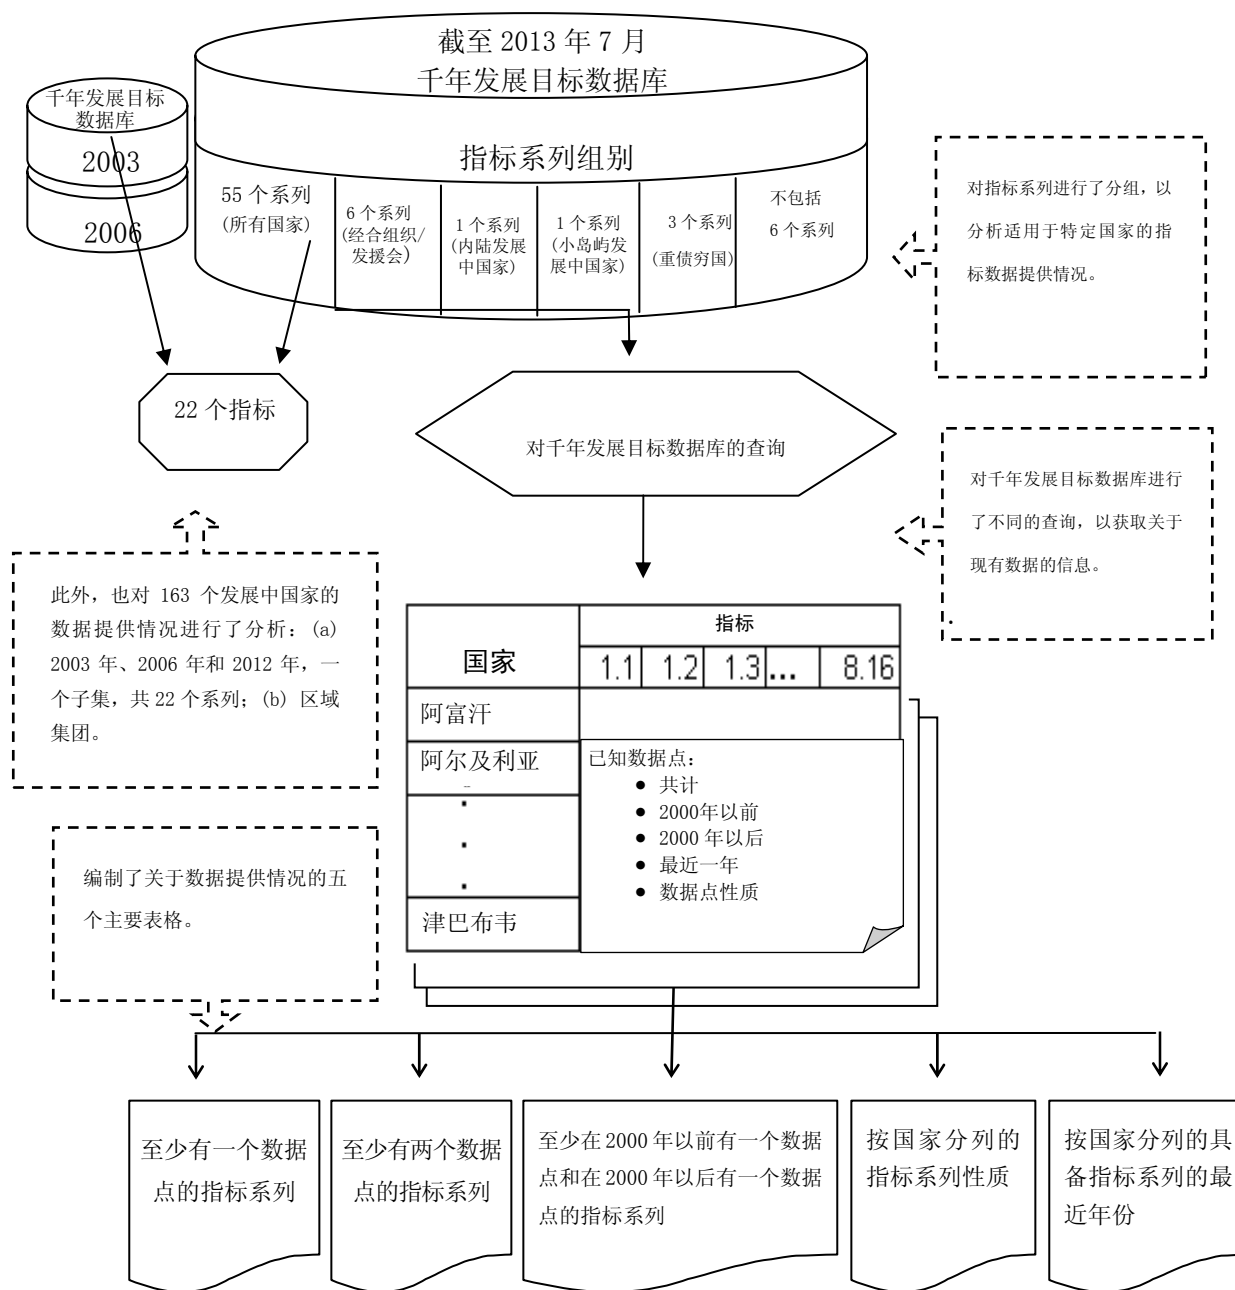 截至 2013 年 7 月
千年发展目标数据库
千年发展目标
数据库
2003
2006
指标系列组别
55 个系列
(所有国家)
6 个系列
(经合组织/
发援会)
1 个系列
(内陆发展
中国家)
1 个系列
(小岛屿发
展中国家)
3 个系列
(重债穷国)
不包括
6 个系列
对指标系列进行了分组，以
分析适用于特定国家的指
标数据提供情况。
22 个指标
对千年发展目标数据库的查询
对千年发展目标数据库进行
了不同的查询，以获取关于
现有数据的信息。
.
此外，也对 163 个发展中国家的
数据提供情况进行了分析：(a)
2003 年、2006 年和 2012 年，一
个子集，共 22 个系列；(b) 区域
集团。
国家
指标
1.1 1.2 1.3 ... 8.16
阿富汗
阿尔及利亚
津巴布韦
已知数据点：
● 共计
● 2000年以前
● 2000 年以后
● 最近一年
● 数据点性质
编制了关于数据提供情况的五
个主要表格。
至少有一个数据
点的指标系列
至少有两个数据
点的指标系列
至少在 2000 年以前有一个数据
点和在 2000 年以后有一个数据
点的指标系列
按国家分列的
指标系列性质
按国家分列的具
备指标系列的最
近年份